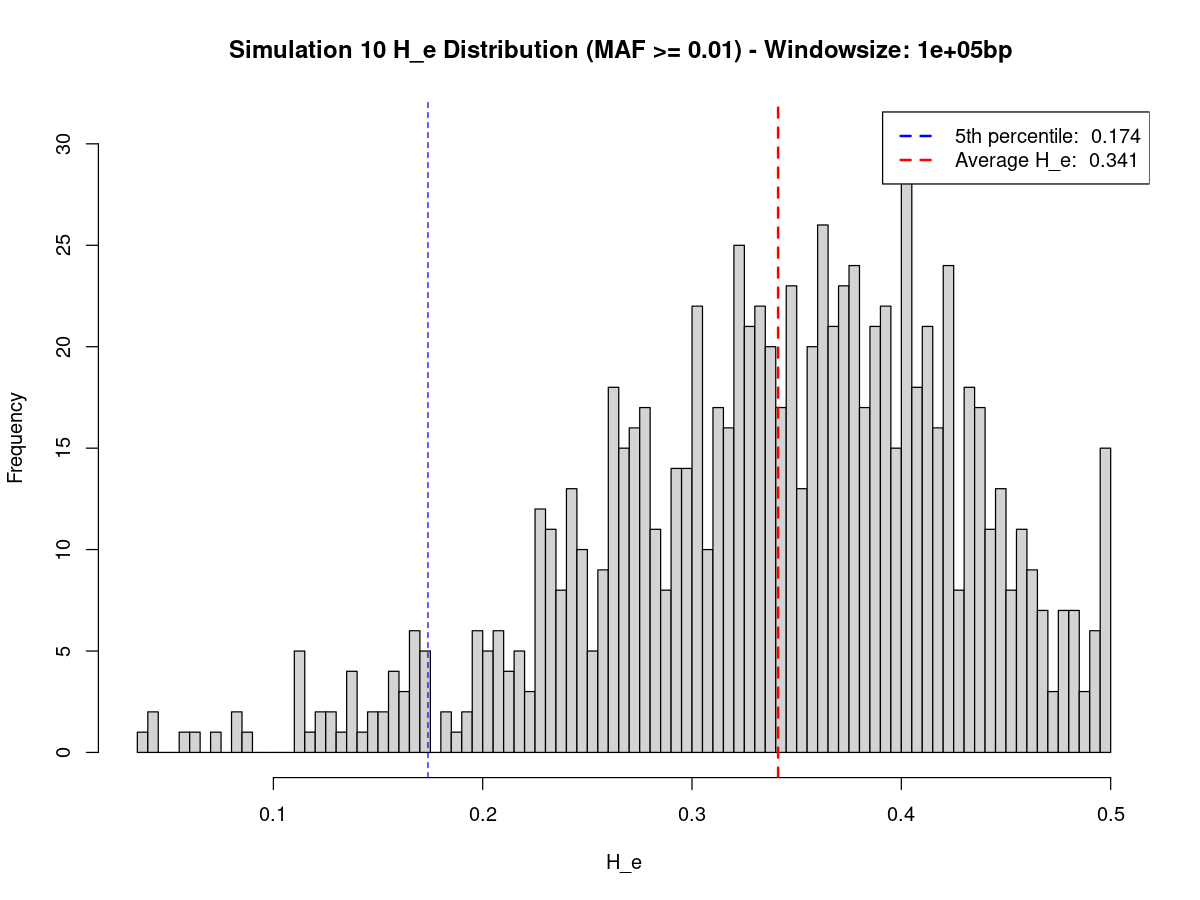 Simulation 10 H_e Distribution (MAF >= 0.01) - Windowsize: 1e+05bp
5th percentile:  0.174
Average H_e:  0.341
Frequency
30
25
20
15
10
5
0
0.1 0.2 0.3 0.4 0.5
H_e